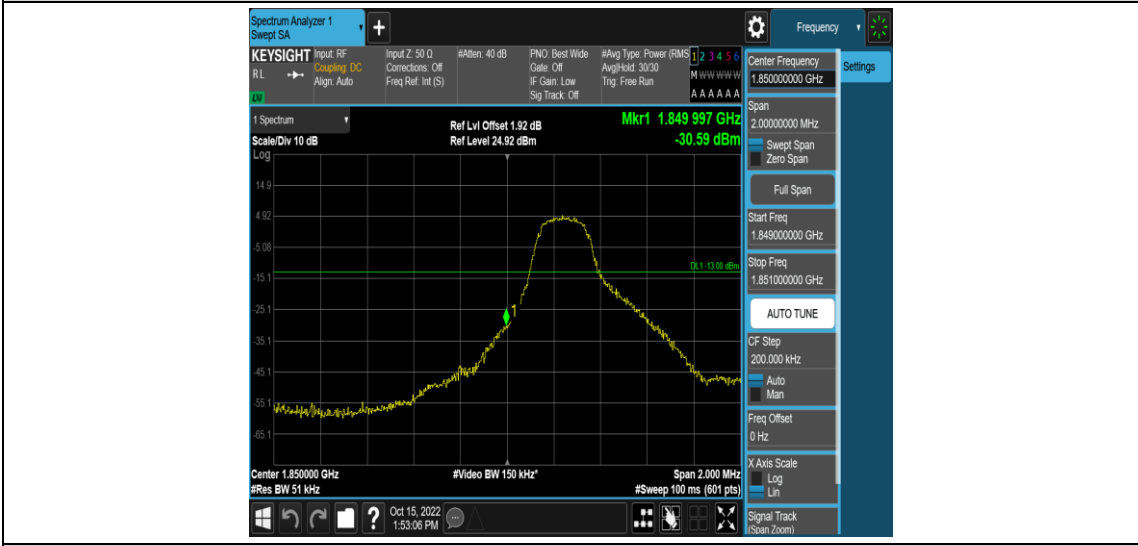 Spectrum Analyzer 1
Swept SA
+
Frequency
KEYSIGHT
R L
Input: RF
Coupling: DC
Align: Auto
Input Z: 50 Ω
Corrections: Off
Freq Ref: Int (S)
#Atten: 40 dB
PNO: Best Wide
Gate: Off
IF Gain: Low
Sig Track: Off
#Avg Type: Power (RMS
Avg|Hold: 30/30
Trig: Free Run
1 2 3 4 5 6
M W W W W W
A A A A A A
1 Spectrum
Scale/Div 10 dB
Log
Ref Lvl Offset 1.92 dB
Ref Level 24.92 dBm
Mkr1 1.849 997 GHz
-30.59 dBm
14.9
4.92
-5.08
-15.1
-25.1
-35.1
-45.1
-55.1
-65.1
DL1 -13.00 dBm
1
Center 1.850000 GHz
#Res BW 51 kHz
#Video BW 150 kHz*
Span 2.000 MHz
#Sweep 100 ms (601 pts)
Center Frequency
1.850000000 GHz
Settings
Span
2.00000000 MHz
Swept Span
Zero Span
Full Span
Start Freq
1.849000000 GHz
Stop Freq
1.851000000 GHz
AUTO TUNE
CF Step
200.000 kHz
Auto
Man
Freq Offset
0 Hz
X Axis Scale
Log
Lin
Signal Track
(Span Zoom)
?
Oct 15, 2022
1:53:06 PM